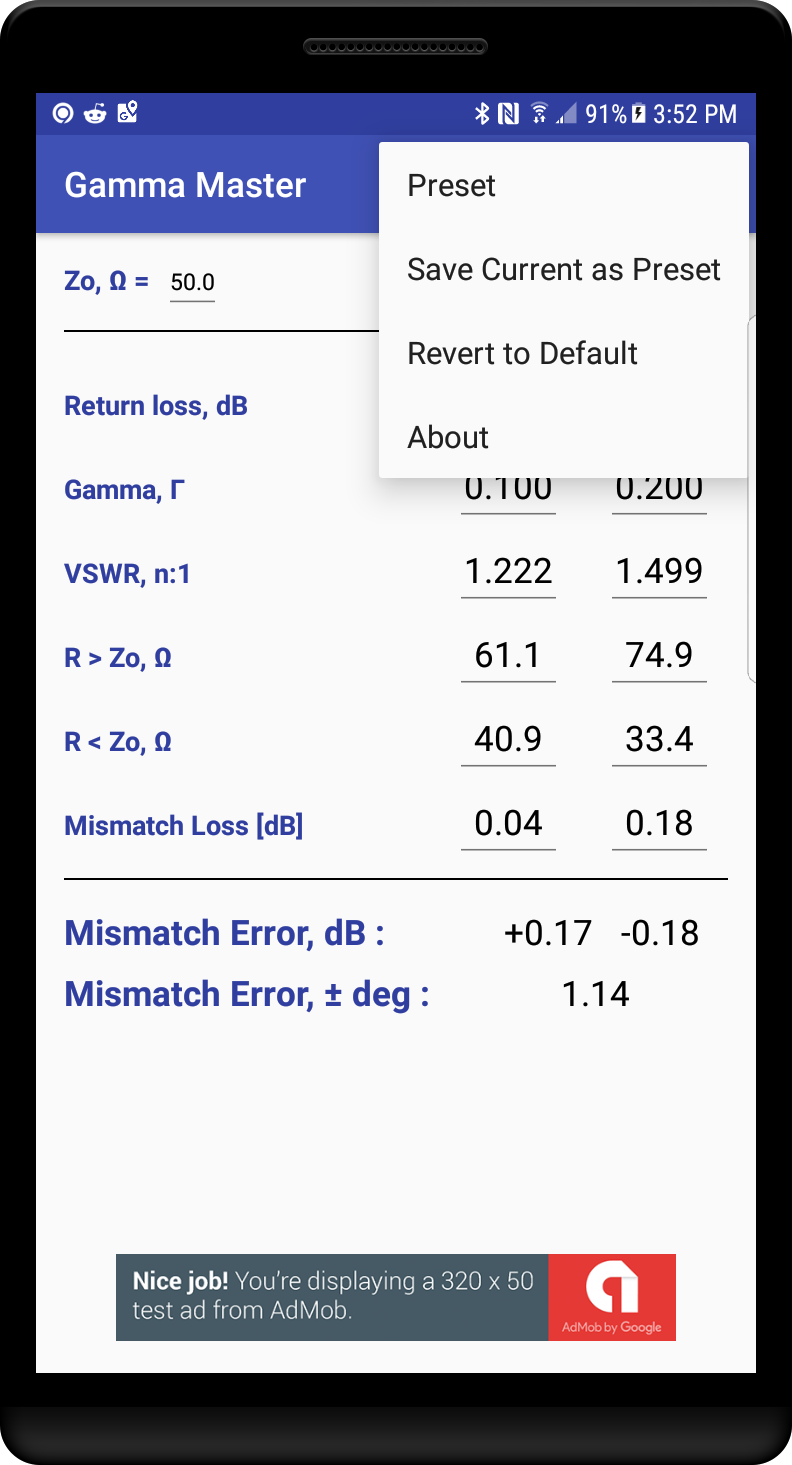 91% 3:52 PM
Gamma Master
Preset
Save Current as Preset
Revert to Default
About
Zo, Ω = 50.0
Return loss, dB
Gamma, Γ 0.100 0.200
VSWR, n:1 1.222 1.499
R > Zo, Ω 61.1 74.9
R < Zo, Ω 40.9 33.4
Mismatch Loss [dB] 0.04 0.18
Mismatch Error, dB : +0.17 -0.18
Mismatch Error, ± deg : 1.14
Nice job! You're displaying a 320 x 50
test ad from AdMob.
AdMob by Google